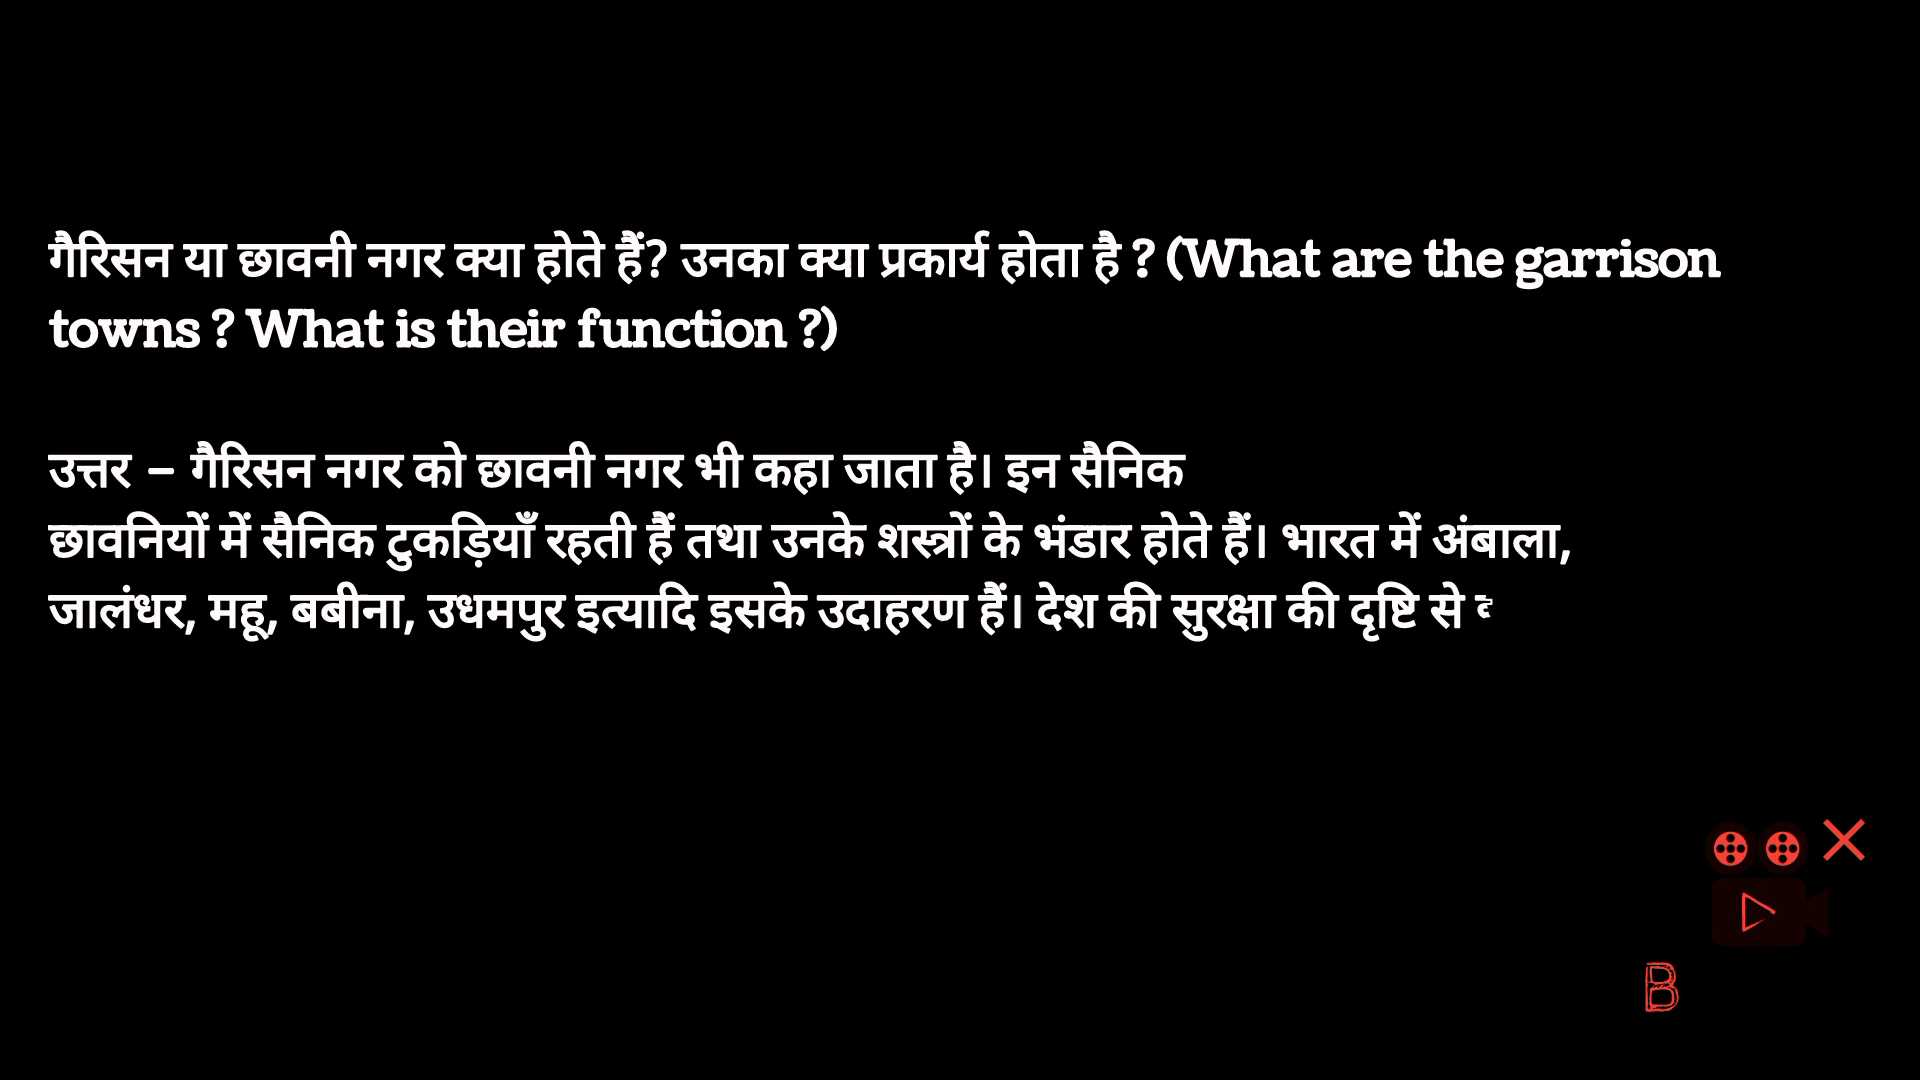 गैरिसन या छावनी नगर क्या होते हैं? उनका क्या प्रकार्य होता है ? (What are the garrison
towns ? What is their function ?)
उत्तर – गैरिसन नगर को छावनी नगर भी कहा जाता है। इन सैनिक
छावनियों में सैनिक टुकड़ियाँ रहती हैं तथा उनके शस्त्रों के भंडार होते हैं। भारत में अंबाला,
जालंधर, महू, बबीना, उधमपुर इत्यादि इसके उदाहरण हैं। देश की सुरक्षा की दृष्टि से
B